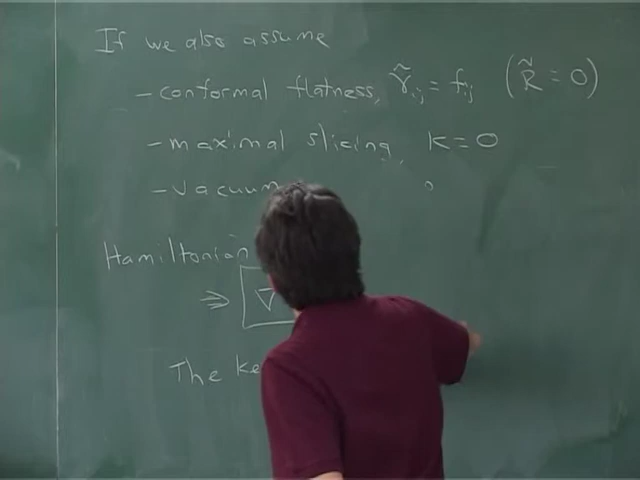 If we also assume
- conformal flatness, γ̃ᵢⱼ = fᵢⱼ (R̃ = 0)
- maximal slicing, K = 0
- vacuum
Hamiltonian
⇒ ∇
The ke